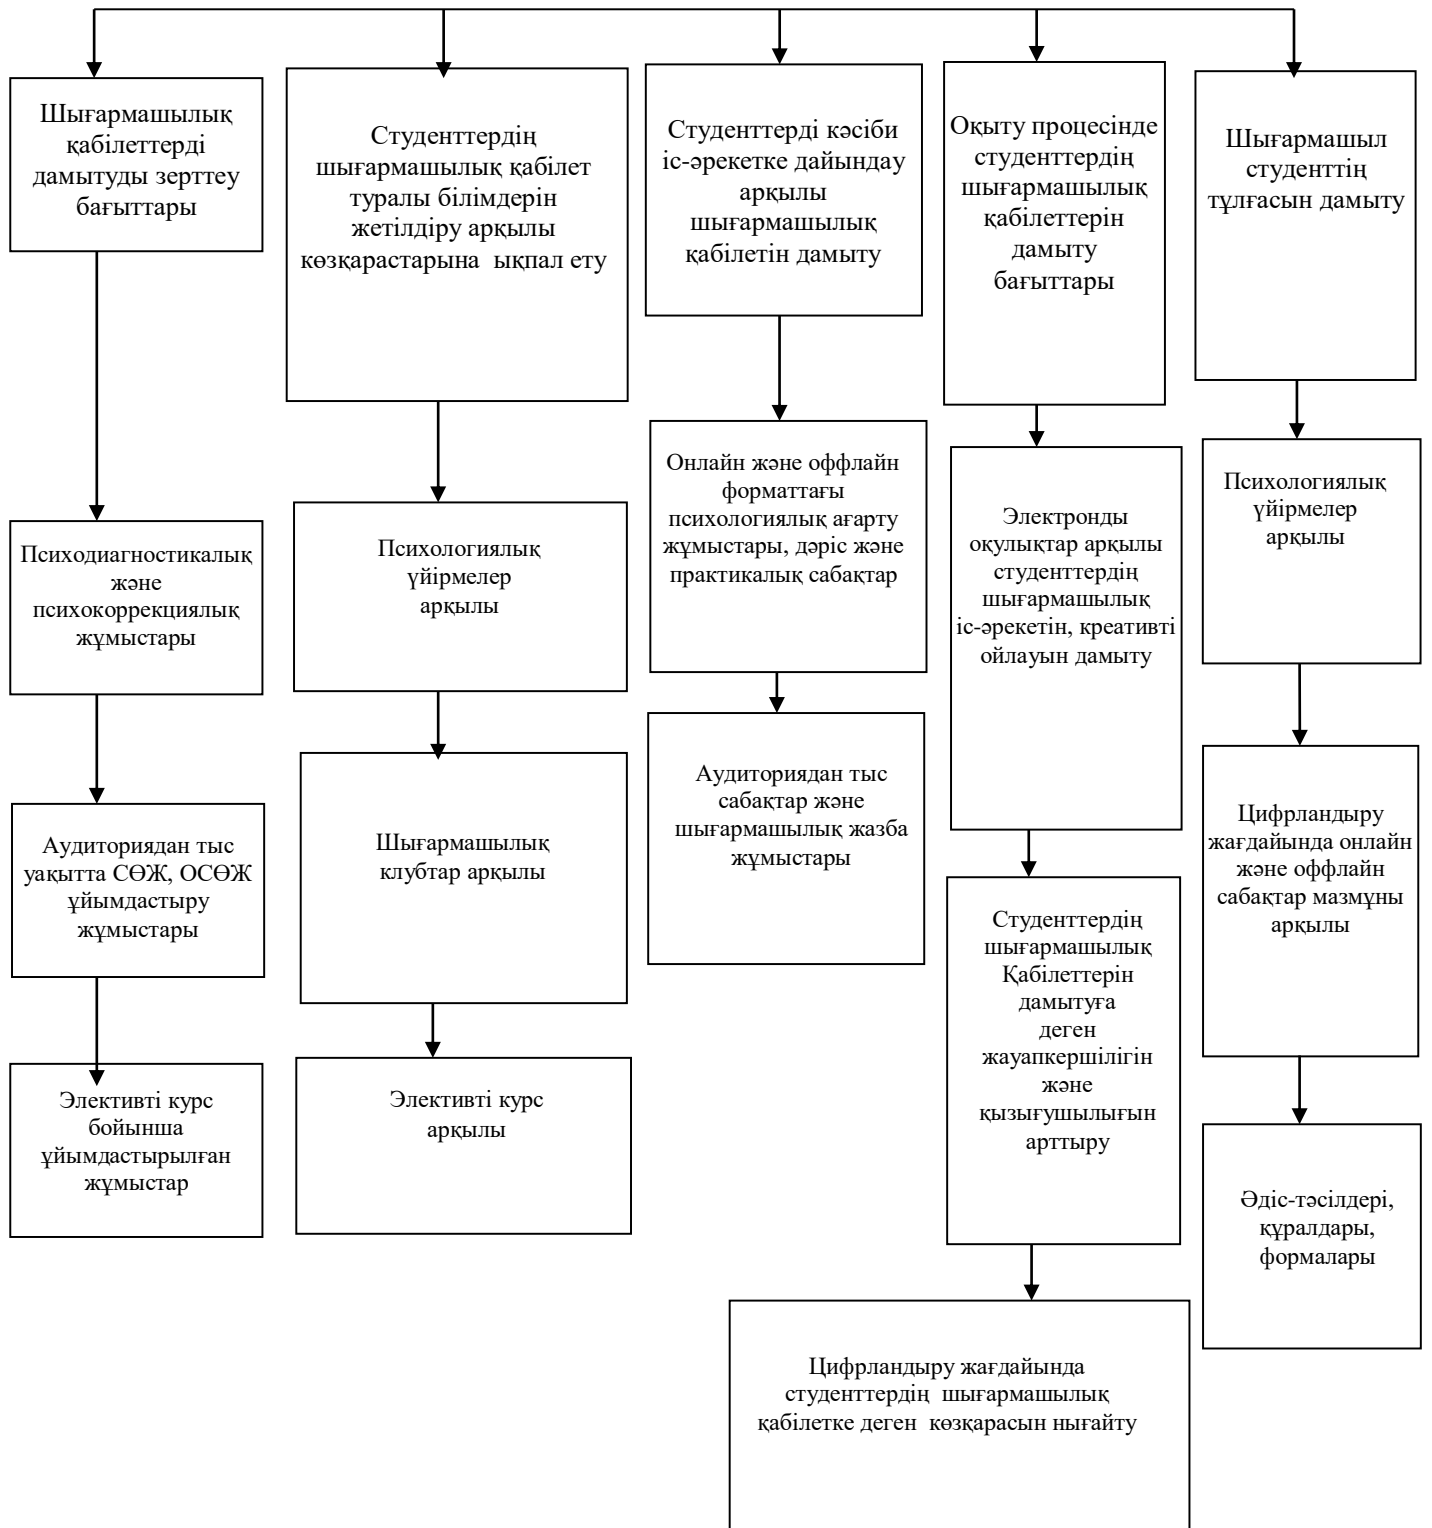 Шығармашылық
қабілеттерді
дамытуды зерттеу
бағыттары
Студенттердің
шығармашылық қабілет
туралы білімдерін
жетілдіру арқылы
көзқарастарына ықпал ету
Студенттерді кәсіби
іс-әрекетке дайындау
арқылы
шығармашылық
қабілетін дамыту
Оқыту процесінде
студенттердің
шығармашылық
қабілеттерін
дамыту
бағыттары
Шығармашыл
студенттің
тұлғасын дамыту
Психодиагностикалық
және
психокоррекциялық
жұмыстары
Психологиялық
үйірмелер
арқылы
Онлайн және оффлайн
форматтағы
психологиялық ағарту
жұмыстары, дәріс және
практикалық сабақтар
Электронды
оқулықтар арқылы
студенттердің
шығармашылық
іс-әрекетін, креативті
ойлауын дамыту
Психологиялық
үйірмелер
арқылы
Аудиториядан тыс
уақытта СӨЖ, ОСӨЖ
ұйымдастыру
жұмыстары
Шығармашылық
клубтар арқылы
Аудиториядан тыс
сабақтар және
шығармашылық жазба
жұмыстары
Студенттердің
шығармашылық
Қабілеттерін
дамытуға
деген
жауапкершілігін
және
қызығушылығын
арттыру
Цифрландыру
жағдайында онлайн
және оффлайн
сабақтар мазмұны
арқылы
Элективті курс
бойынша
ұйымдастырылған
жұмыстар
Элективті курс
арқылы
Әдіс-тәсілдері,
құралдары,
формалары
Цифрландыру жағдайында
студенттердің шығармашылық
қабілетке деген көзқарасын нығайту